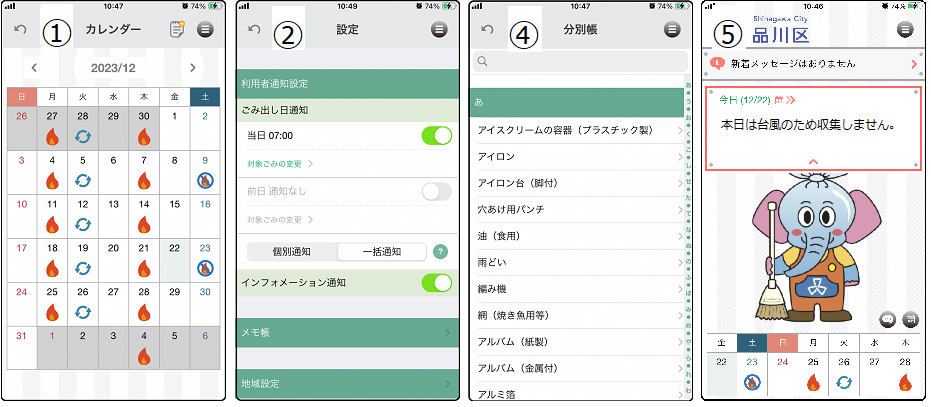 10:47
74%
① カレンダー
2023/12
日 月 火 水 木 金 土
26 27 28 29 30 1 2
3 4 5 6 7 8 9
10 11 12 13 14 15 16
17 18 19 20 21 22 23
24 25 26 27 28 29 30
31 1 2 3 4 5 6
10:49
74%
② 設定
利用者通知設定
ごみ出し日通知
当日 07:00
対象ごみの変更
前日 通知なし
対象ごみの変更
個別通知 一括通知 ?
インフォメーション通知
メモ帳
地域設定
10:47
74%
④ 分別帳
あ
アイスクリームの容器（プラスチック製）
アイロン
アイロン台（脚付）
穴あけ用パンチ
油（食用）
雨どい
編み機
網（焼き魚用等）
アルバム（紙製）
アルバム（金属付）
アルミ箔
10:46
74%
⑤
Shinagawa City
品川区
新着メッセージはありません
今日 (12/22)
本日は台風のため収集しません。
金 土 日 月 火 水 木
22 23 24 25 26 27 28